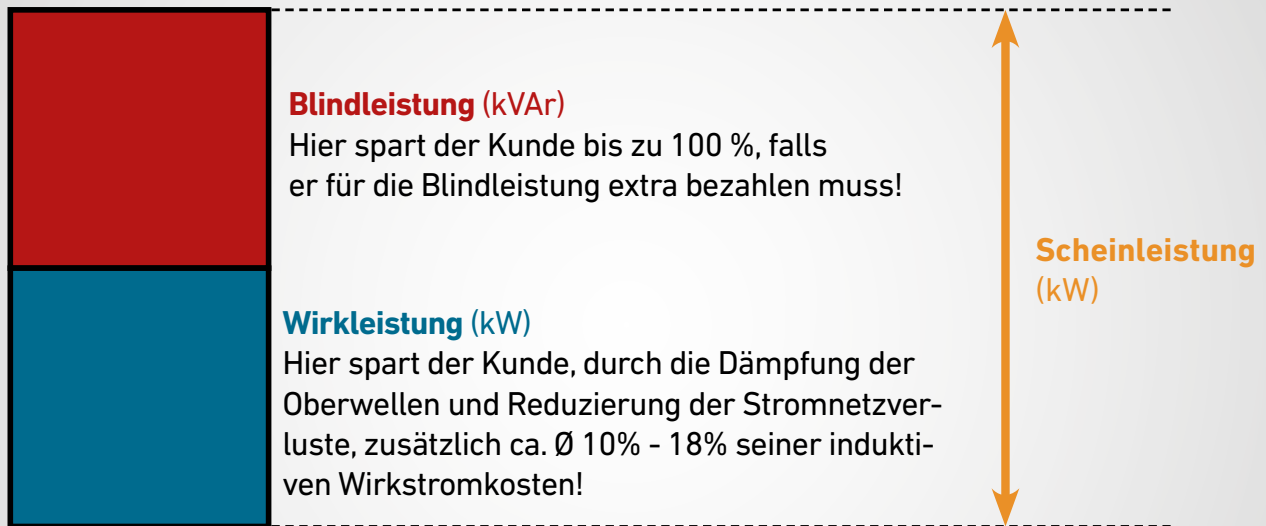 Blindleistung (kVAr)
Hier spart der Kunde bis zu 100 %, falls
er für die Blindleistung extra bezahlen muss!
Scheinleistung
(kW)
Wirkleistung (kW)
Hier spart der Kunde, durch die Dämpfung der
Oberwellen und Reduzierung der Stromnetzver-
luste, zusätzlich ca. Ø 10% - 18% seiner indukti-
ven Wirkstromkosten!